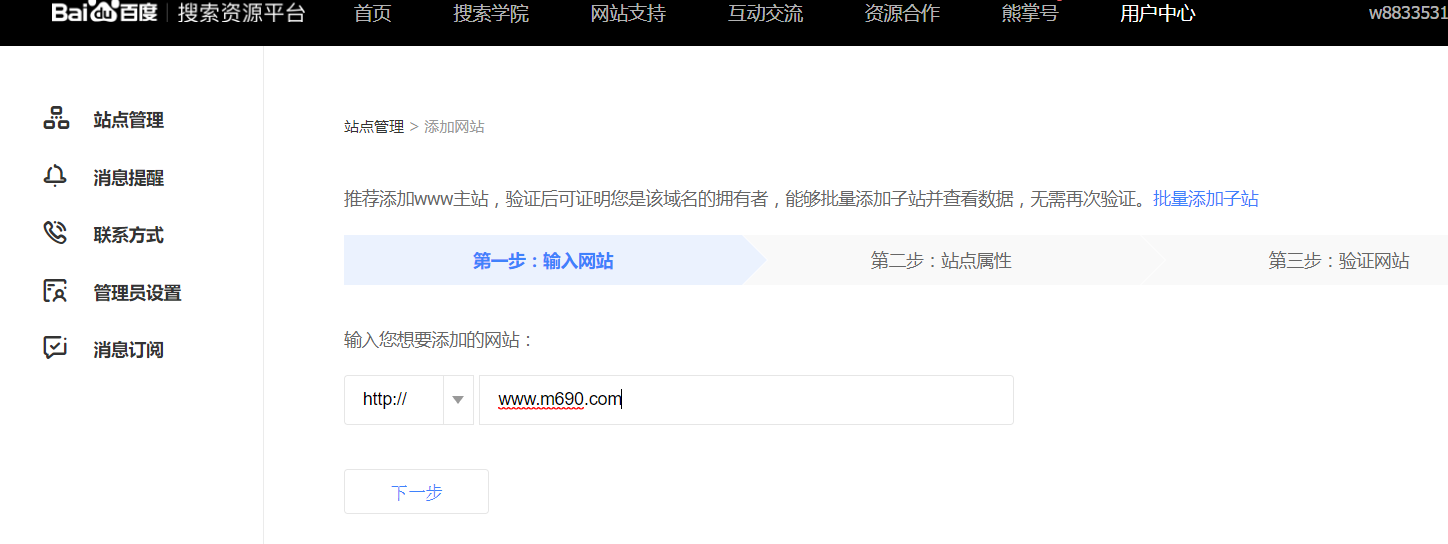 Bai du 百度 | 搜索资源平台 首页 搜索学院 网站支持 互动交流 资源合作 熊掌号 用户中心 w8833531
站点管理
消息提醒
联系方式
管理员设置
消息订阅
站点管理 > 添加网站
推荐添加www主站，验证后可证明您是该域名的拥有者，能够批量添加子站并查看数据，无需再次验证。批量添加子站
第一步：输入网站 第二步：站点属性 第三步：验证网站
输入您想要添加的网站：
http:// www.m690.com
下一步